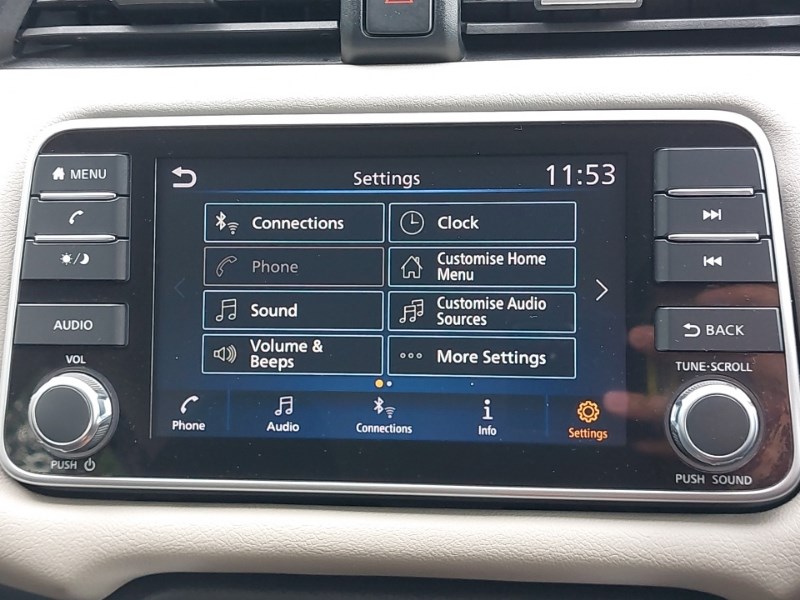 MENU
Settings
11:53
Connections
Clock
Phone
Customise Home
Menu
Sound
Customise Audio
Sources
Volume &
Beeps
More Settings
Phone
Audio
Connections
Info
Settings
AUDIO
VOL
PUSH
BACK
TUNE·SCROLL
PUSH SOUND